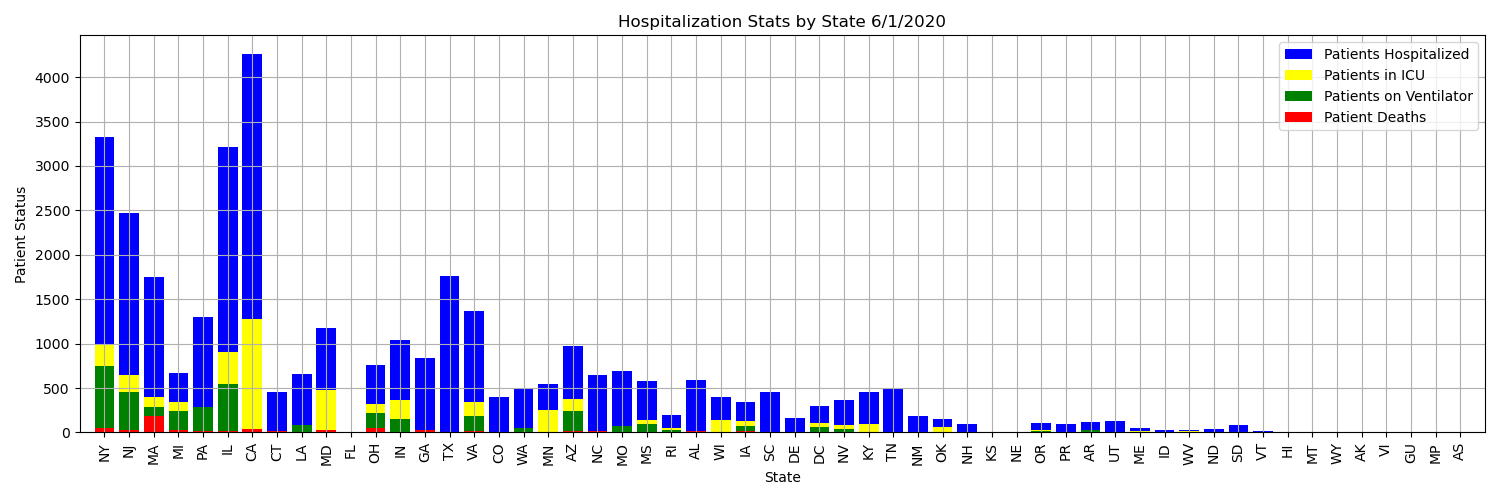 Hospitalization Stats by State 6/1/2020
Patients Hospitalized
Patients in ICU
Patients on Ventilator
Patient Deaths
Patient Status
4000
3500
3000
2500
2000
1500
1000
500
0
NY NJ MA MI PA IL CA CT LA MD FL OH IN GA TX VA CO WA MN AZ NC MO MS RI AL WI IA SC DE DC NV KY TN NM OK NH KS NE OR PR AR UT ME ID WV ND SD VT HI MT WY AK VI GU MP AS
State